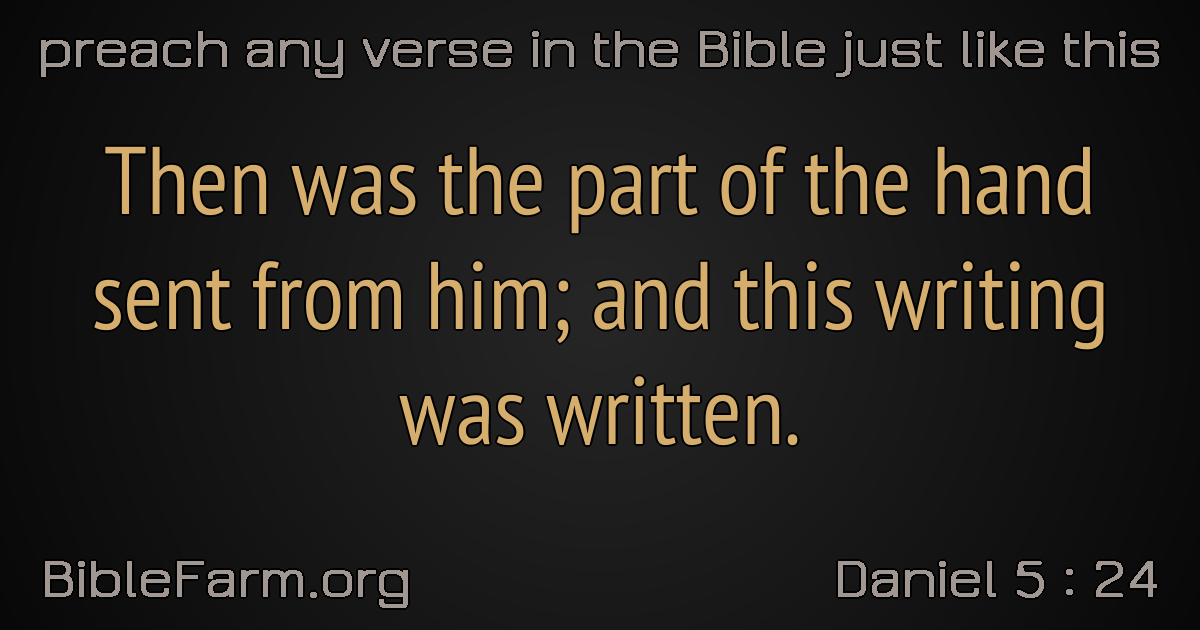 preach any verse in the Bible just like this
Then was the part of the hand
sent from him; and this writing
was written.
BibleFarm.org
Daniel 5 : 24